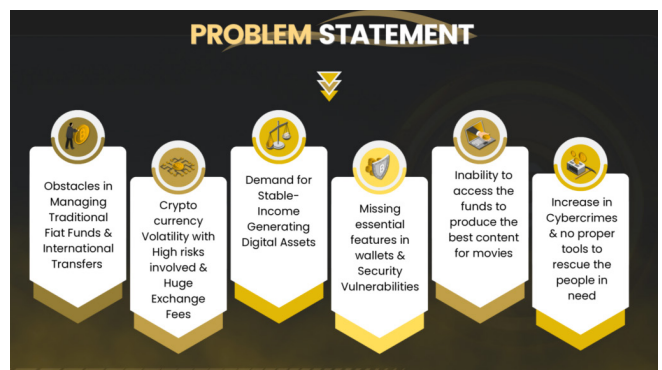 PROBLEM STATEMENT
Obstacles in
Managing
Traditional
Fiat Funds &
International
Transfers
Crypto
currency
Volatility with
High risks
involved &
Huge
Exchange
Fees
Demand for
Stable-
Income
Generating
Digital Assets
Missing
essential
features in
wallets &
Security
Vulnerabilities
Inability to
access the
funds to
produce the
best content
for movies
Increase in
Cybercrimes
& no proper
tools to
rescue the
people in
need